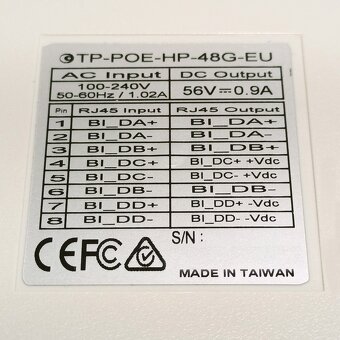 TP-POE-HP-48G-EU
AC Input DC Output
100-240V
50-60Hz / 1.02A
56V⎓0.9A
Pin RJ45 Input RJ45 Output
1 BI_DA+ BI_DA+
2 BI_DA- BI_DA-
3 BI_DB+ BI_DB+
4 BI_DC+ BI_DC+ +Vdc
5 BI_DC- BI_DC- +Vdc
6 BI_DB- BI_DB-
7 BI_DD+ BI_DD+ -Vdc
8 BI_DD- BI_DD- -Vdc
CE FC
S/N :
MADE IN TAIWAN